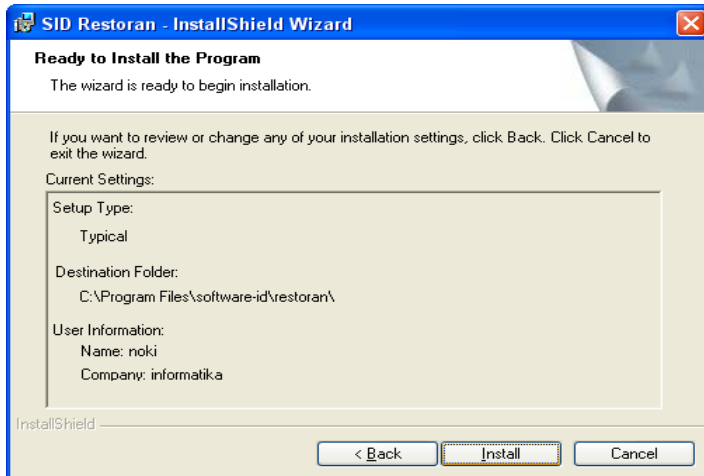 SID Restoran - InstallShield Wizard
Ready to Install the Program
The wizard is ready to begin installation.
If you want to review or change any of your installation settings, click Back. Click Cancel to
exit the wizard.
Current Settings:
Setup Type:
Typical
Destination Folder:
C:\Program Files\software-id\restoran\
User Information:
Name: noki
Company: informatika
InstallShield
< Back Install Cancel